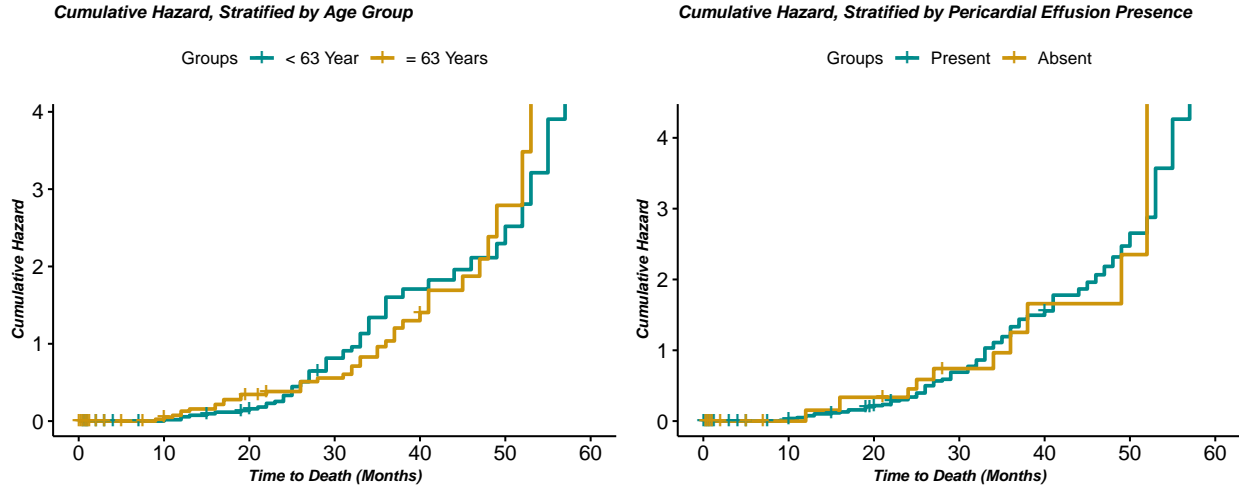 Cumulative Hazard, Stratified by Age Group
Groups < 63 Year = 63 Years
4
3
2
1
0
Cumulative Hazard
0 10 20 30 40 50 60
Time to Death (Months)
Cumulative Hazard, Stratified by Pericardial Effusion Presence
Groups Present Absent
4
3
2
1
0
Cumulative Hazard
0 10 20 30 40 50 60
Time to Death (Months)